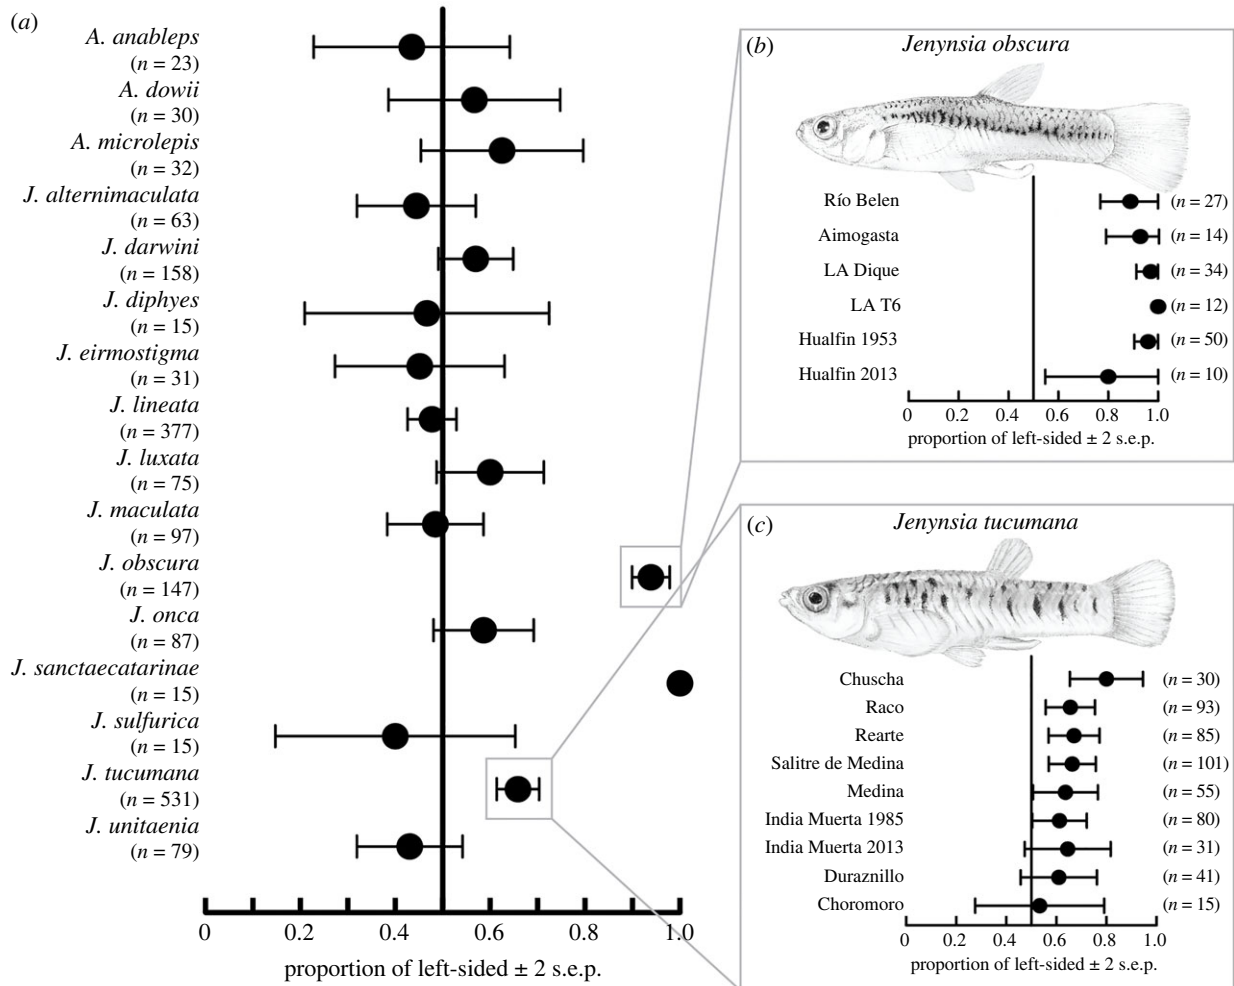 (a)
A. anableps
(n = 23)
A. dowii
(n = 30)
A. microlepis
(n = 32)
J. alternimaculata
(n = 63)
J. darwini
(n = 158)
J. diphyes
(n = 15)
J. eirmostigma
(n = 31)
J. lineata
(n = 377)
J. luxata
(n = 75)
J. maculata
(n = 97)
J. obscura
(n = 147)
J. onca
(n = 87)
J. sanctaecatarinae
(n = 15)
J. sulfurica
(n = 15)
J. tucumana
(n = 531)
J. unitaenia
(n = 79)
0 0.2 0.4 0.6 0.8 1.0
proportion of left-sided ± 2 s.e.p.
(b) Jenynsia obscura
Río Belen (n = 27)
Aimogasta (n = 14)
LA Dique (n = 34)
LA T6 (n = 12)
Hualfin 1953 (n = 50)
Hualfin 2013 (n = 10)
0 0.2 0.4 0.6 0.8 1.0
proportion of left-sided ± 2 s.e.p.
(c) Jenynsia tucumana
Chuscha (n = 30)
Raco (n = 93)
Rearte (n = 85)
Salitre de Medina (n = 101)
Medina (n = 55)
India Muerta 1985 (n = 80)
India Muerta 2013 (n = 31)
Duraznillo (n = 41)
Choromoro (n = 15)
0 0.2 0.4 0.6 0.8 1.0
proportion of left-sided ± 2 s.e.p.